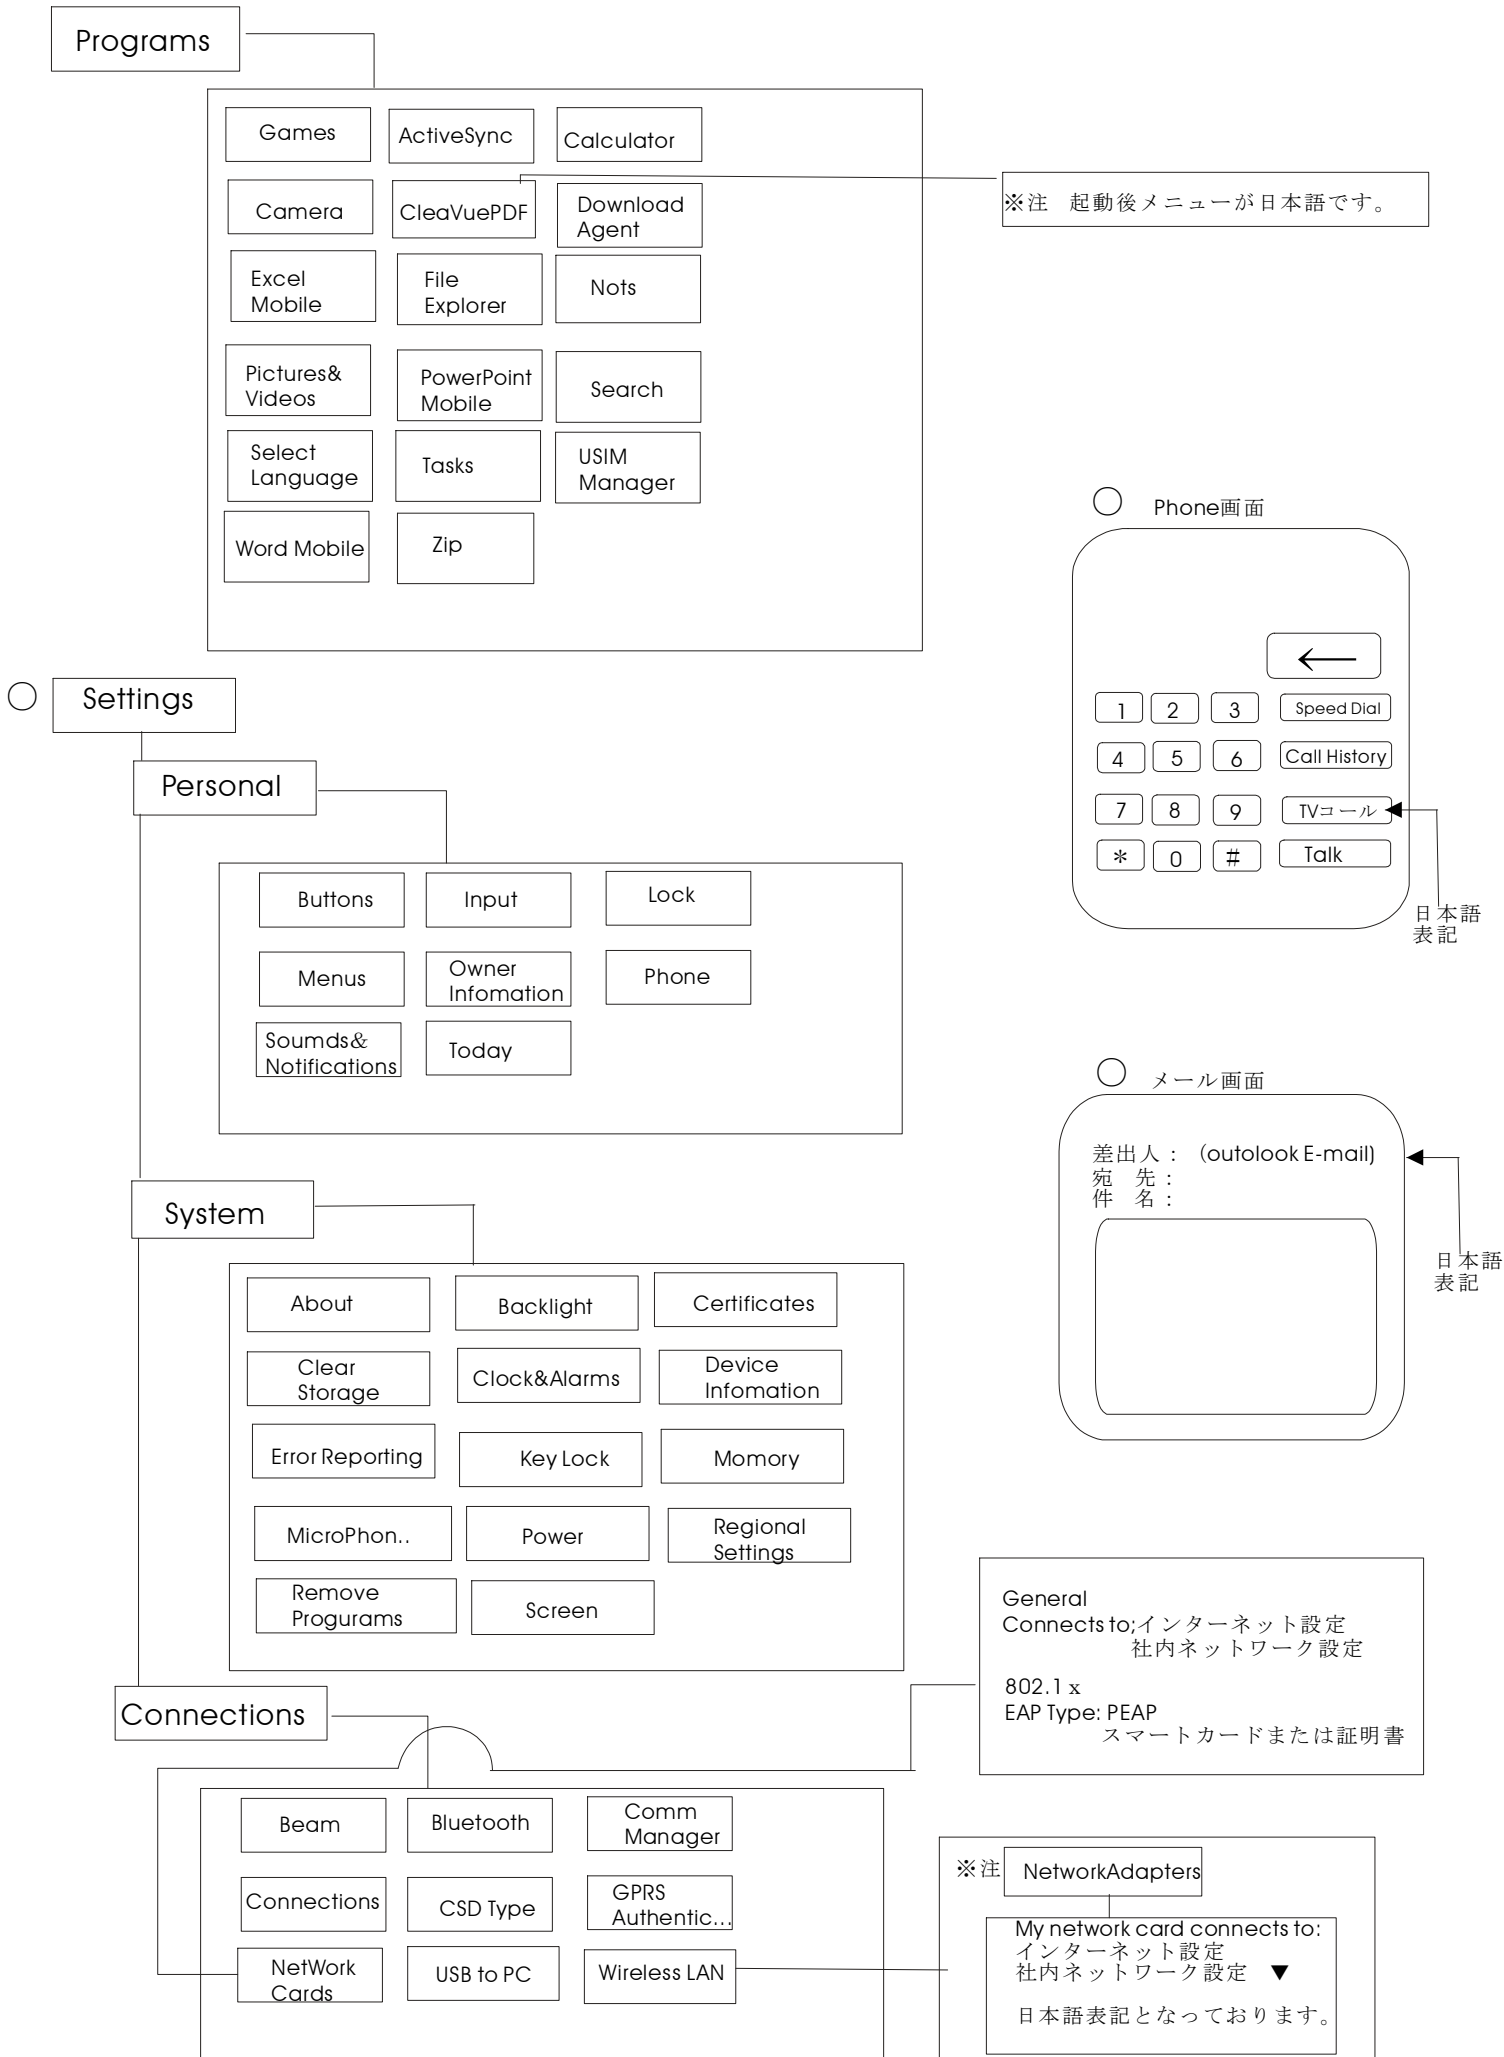 Programs
Games
ActiveSync
Calculator
Camera
CleaVuePDF
Download
Agent
※注 起動後メニューが日本語です。
Excel
Mobile
File
Explorer
Nots
Pictures&
Videos
PowerPoint
Mobile
Search
Select
Language
Tasks
USIM
Manager
Word Mobile
Zip
○ Phone画面
←
1 2 3 Speed Dial
4 5 6 Call History
7 8 9 TVコール
* 0 # Talk
日本語
表記
○ Settings
Personal
Buttons
Input
Lock
Menus
Owner
Infomation
Phone
Soumds&
Notifications
Today
○ メール画面
差出人： （outolook E-mail)
宛 先：
件 名：
日本語
表記
System
About
Backlight
Certificates
Clear
Storage
Clock&Alarms
Device
Infomation
Error Reporting
Key Lock
Momory
MicroPhon..
Power
Regional
Settings
Remove
Progurams
Screen
General
Connects to;インターネット設定
社内ネットワーク設定
802.1ｘ
EAP Type: PEAP
スマートカードまたは証明書
Connections
Beam
Bluetooth
Comm
Manager
Connections
CSD Type
GPRS
Authentic...
NetWork
Cards
USB to PC
Wireless LAN
※注 NetworkAdapters
My network card connects to:
インターネット設定
社内ネットワーク設定 ▼
日本語表記となっております。